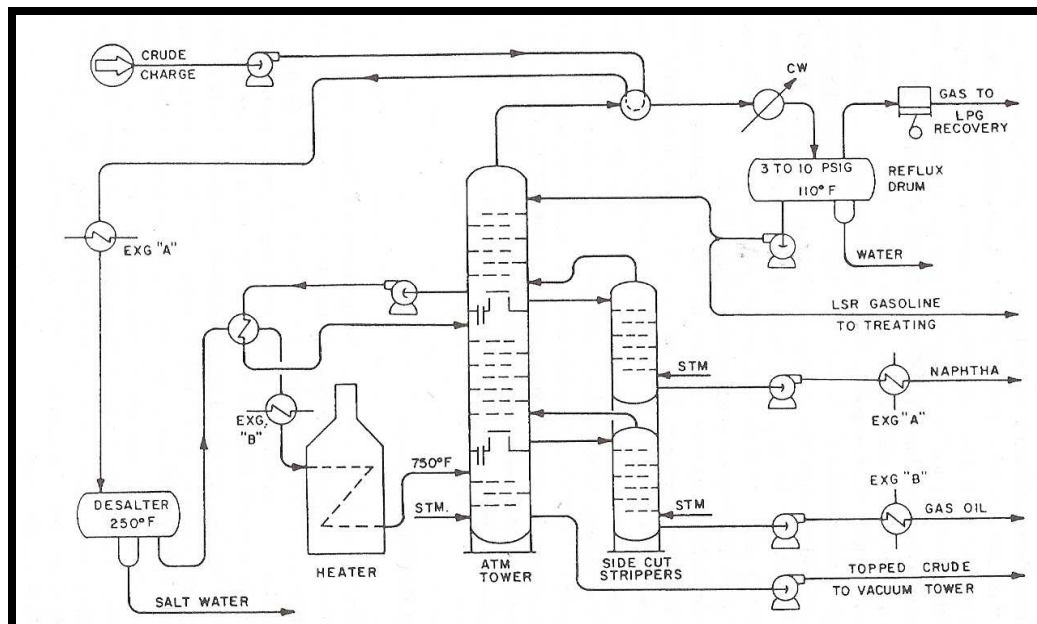 CRUDE
CHARGE
CW
GAS TO
LPG
RECOVERY
3 TO 10 PSIG
110°F
REFLUX
DRUM
EXG "A"
WATER
LSR GASOLINE
TO TREATING
STM
NAPHTHA
EXG "A"
EXG.
"B"
750°F
EXG "B"
DESALTER
250°F
STM.
STM
GAS OIL
HEATER
ATM
TOWER
SIDE CUT
STRIPPERS
TOPPED CRUDE
TO VACUUM TOWER
SALT WATER